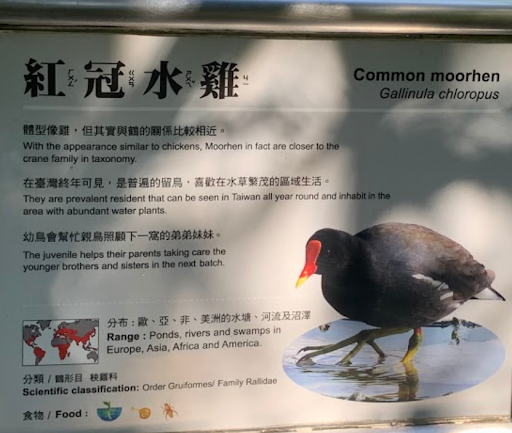 紅冠水雞
ㄏㄨㄥˊ ㄍㄨㄢ ㄕㄨㄟˇ ㄐㄧ
Common moorhen
Gallinula chloropus
體型像雞，但其實與鶴的關係比較相近。
With the appearance similar to chickens, Moorhen in fact are closer to the
crane family in taxonomy.
在臺灣終年可見，是普遍的留鳥，喜歡在水草繁茂的區域生活。
They are prevalent resident that can be seen in Taiwan all year round and inhabit in the
area with abundant water plants.
幼鳥會幫忙親鳥照顧下一窩的弟弟妹妹。
The juvenile helps their parents taking care the
younger brothers and sisters in the next batch.
分布：歐、亞、非、美洲的水塘、河流及沼澤
Range : Ponds, rivers and swamps in
Europe, Asia, Africa and America.
分類 / 鶴形目 秧雞科
Scientific classification: Order Gruiformes/ Family Rallidae
食物 / Food :